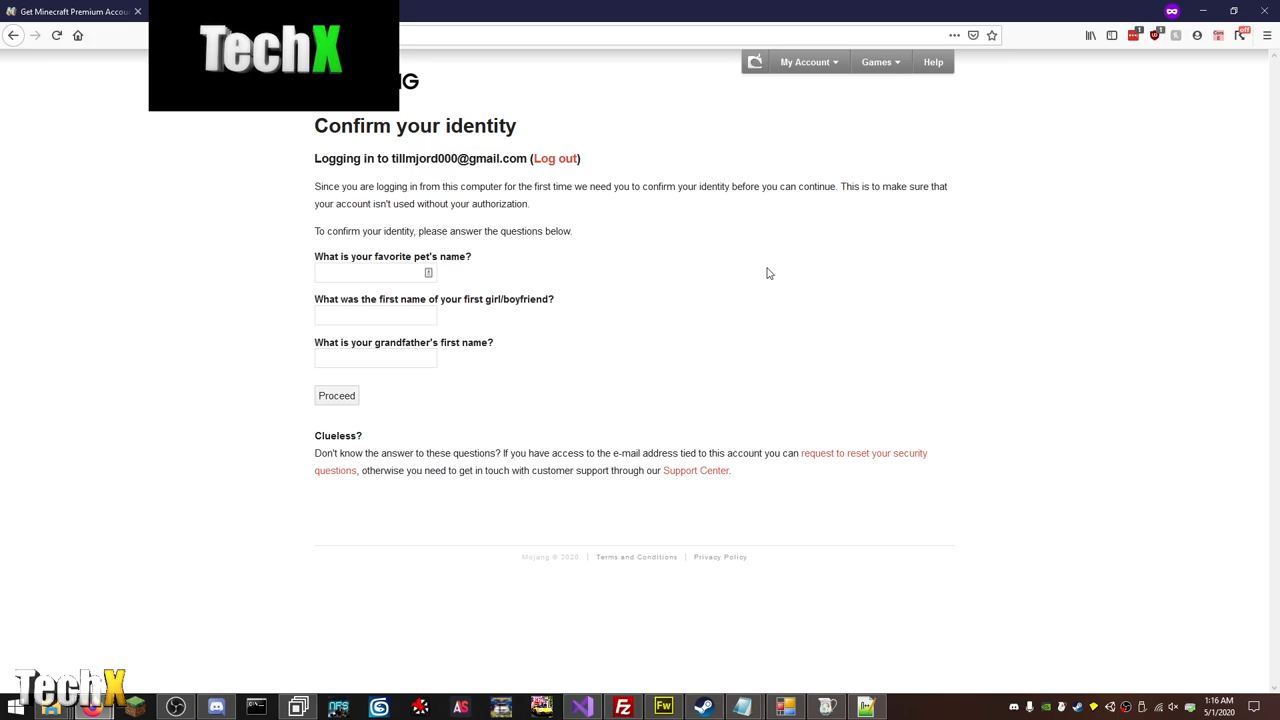 Get Minecraft Premium Accou
TechX
G
My Account
Games
Help
Confirm your identity
Logging in to tillmjord000@gmail.com (Log out)
Since you are logging in from this computer for the first time we need you to confirm your identity before you can continue. This is to make sure that
your account isn't used without your authorization.
To confirm your identity, please answer the questions below.
What is your favorite pet's name?
What was the first name of your first girl/boyfriend?
What is your grandfather's first name?
Proceed
Clueless?
Don't know the answer to these questions? If you have access to the e-mail address tied to this account you can request to reset your security
questions, otherwise you need to get in touch with customer support through our Support Center.
Mojang © 2020 | Terms and Conditions | Privacy Policy
TechX
NFS
AS
Fz
Fw
1:16 AM
5/1/2020